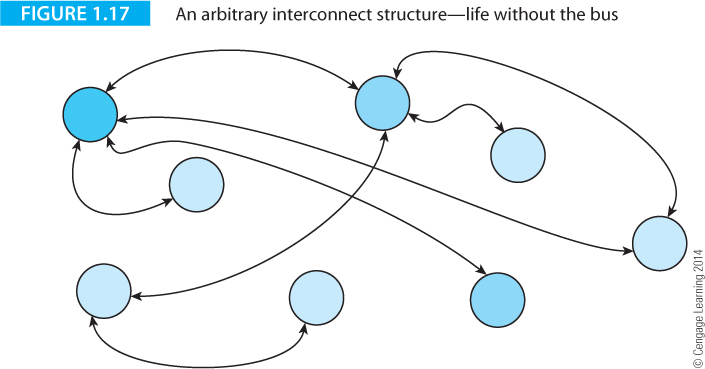 FIGURE 1.17 An arbitrary interconnect structure—life without the bus
© Cengage Learning 2014